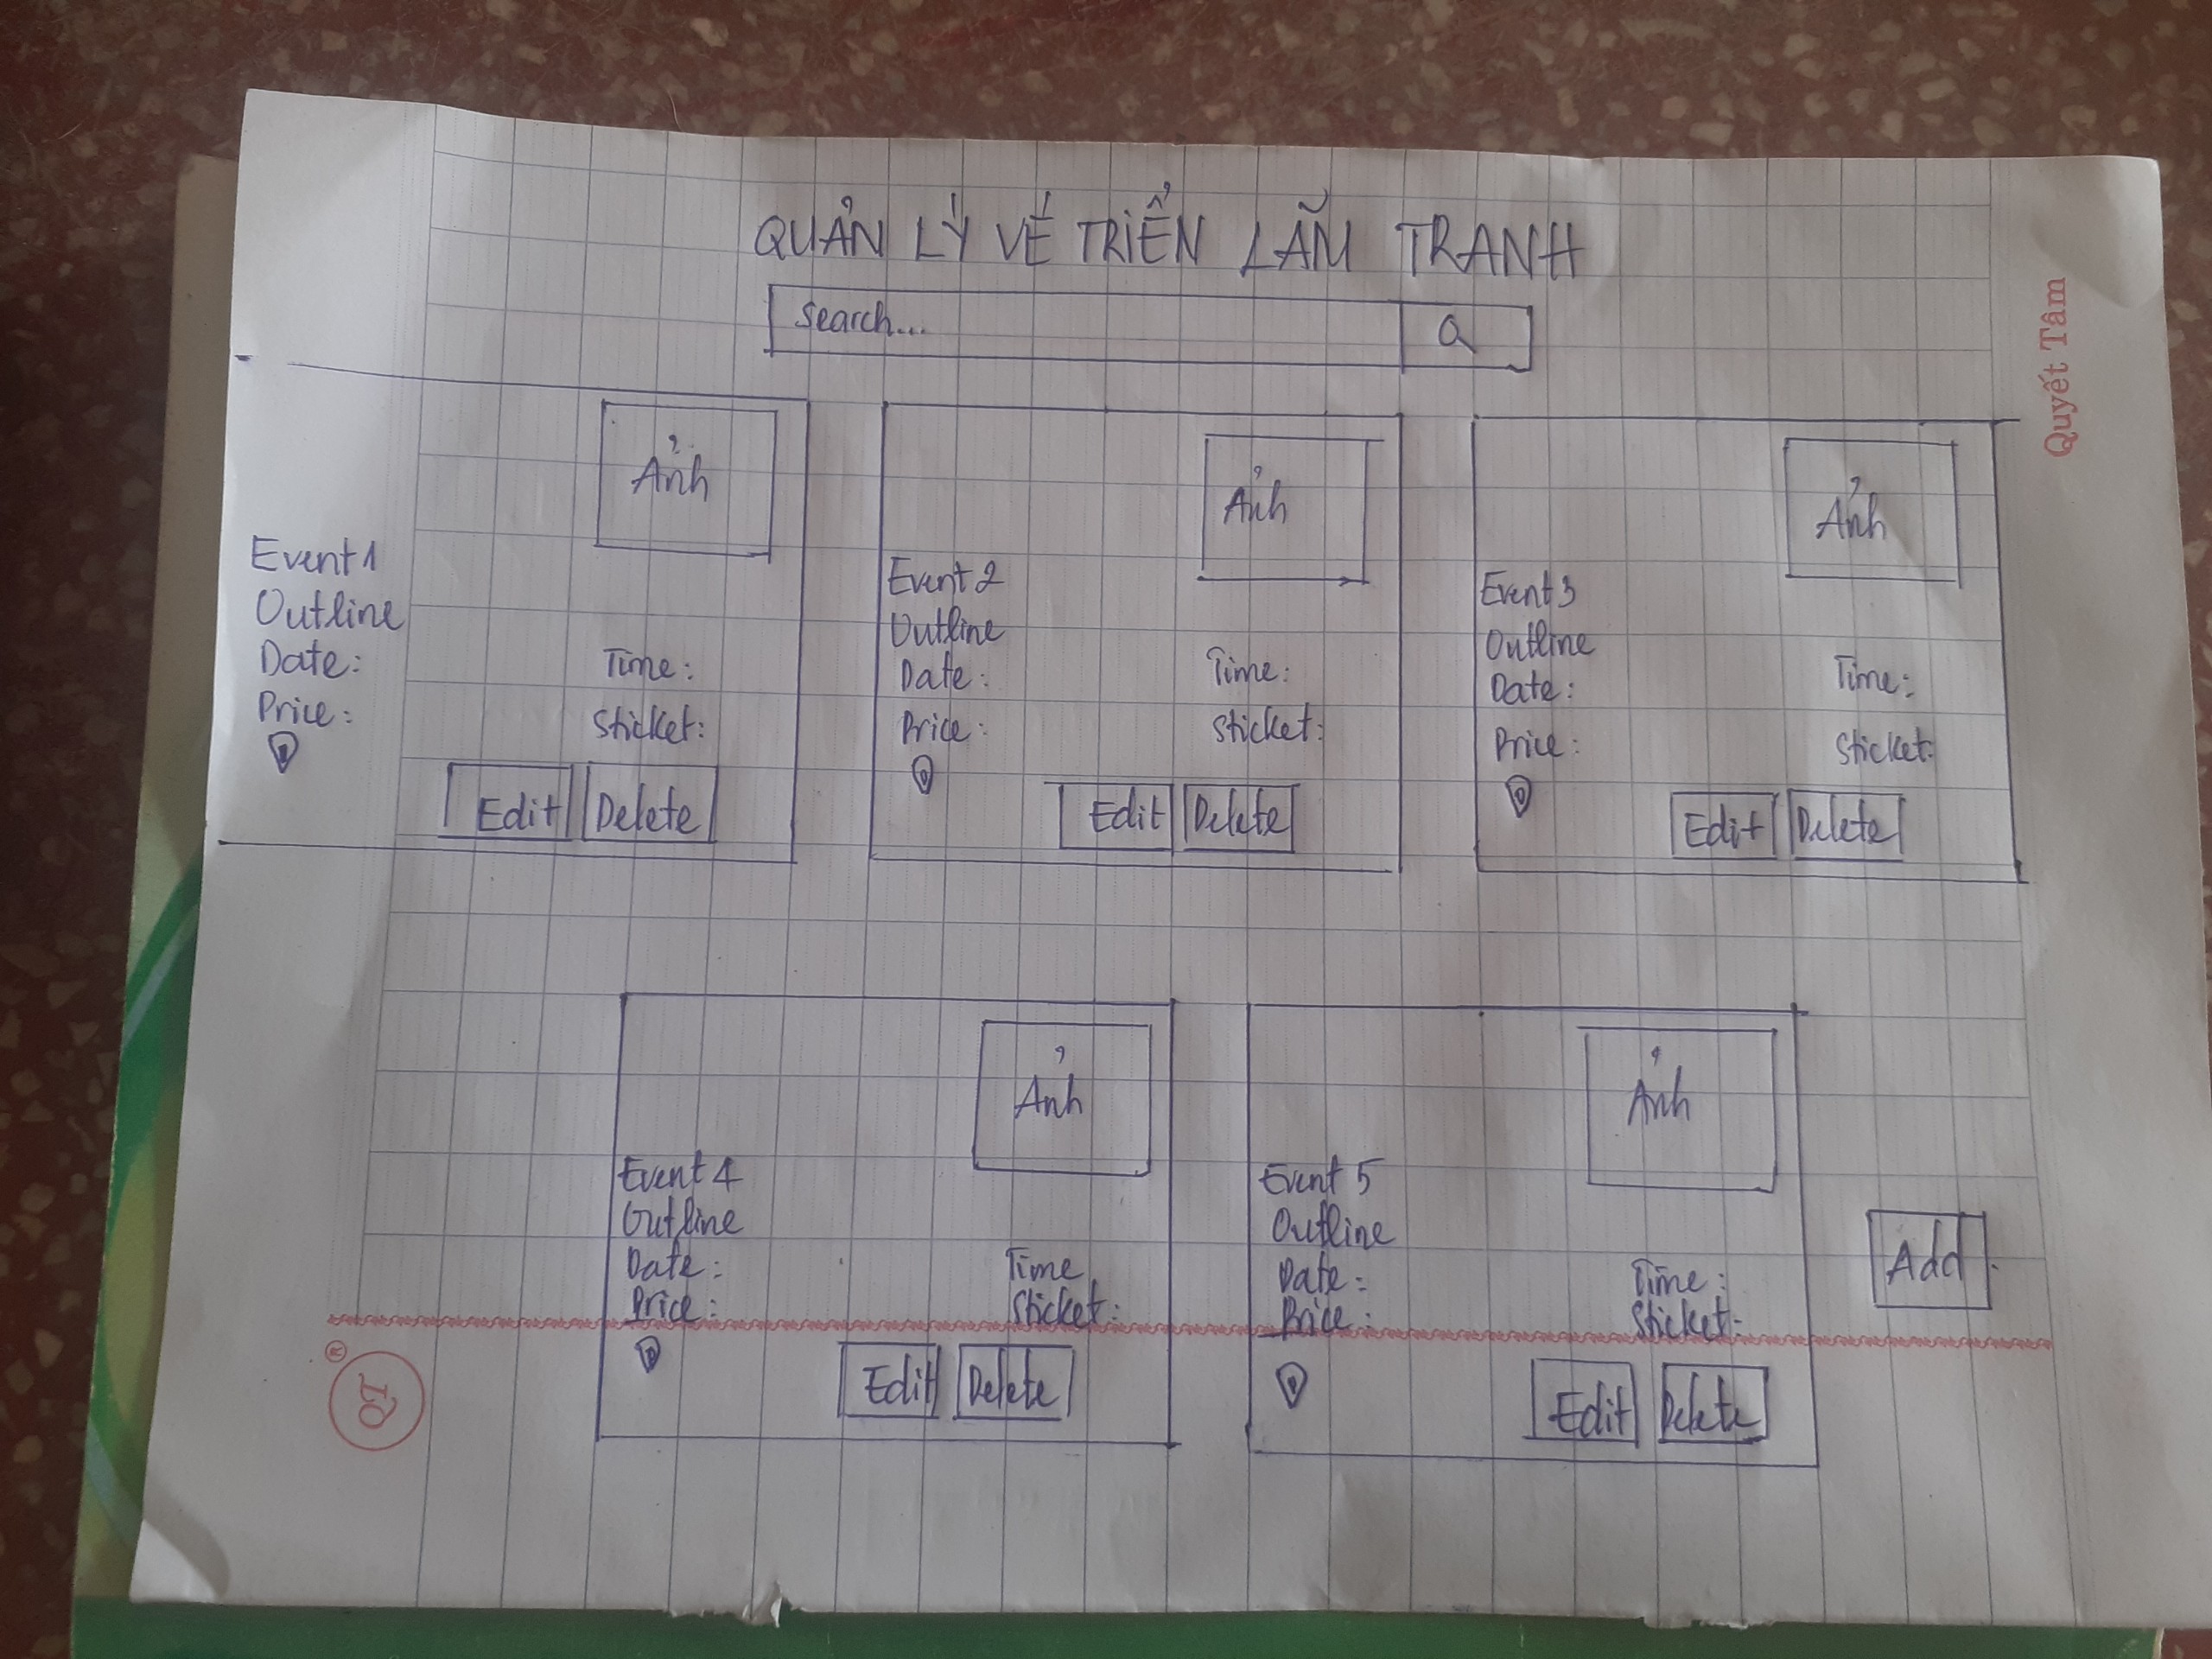 QUẢN LÝ VÉ TRIỂN LÃM TRANH
Search...
Quyết Tâm
Ảnh
Event 1
Outline
Date:
Time:
Price:
Sticket:
Edit
Delete
Ảnh
Event 2
Outline
Date:
Time:
Price:
Sticket:
Edit
Delete
Ảnh
Event 3
Outline
Date:
Time:
Price:
Sticket:
Edit
Delete
Ảnh
Event 4
Outline
Date:
Time
Price:
Sticket:
Edit
Delete
Ảnh
Event 5
Outline
Date:
Time:
Price:
Sticket:
Edit
Delete
Add